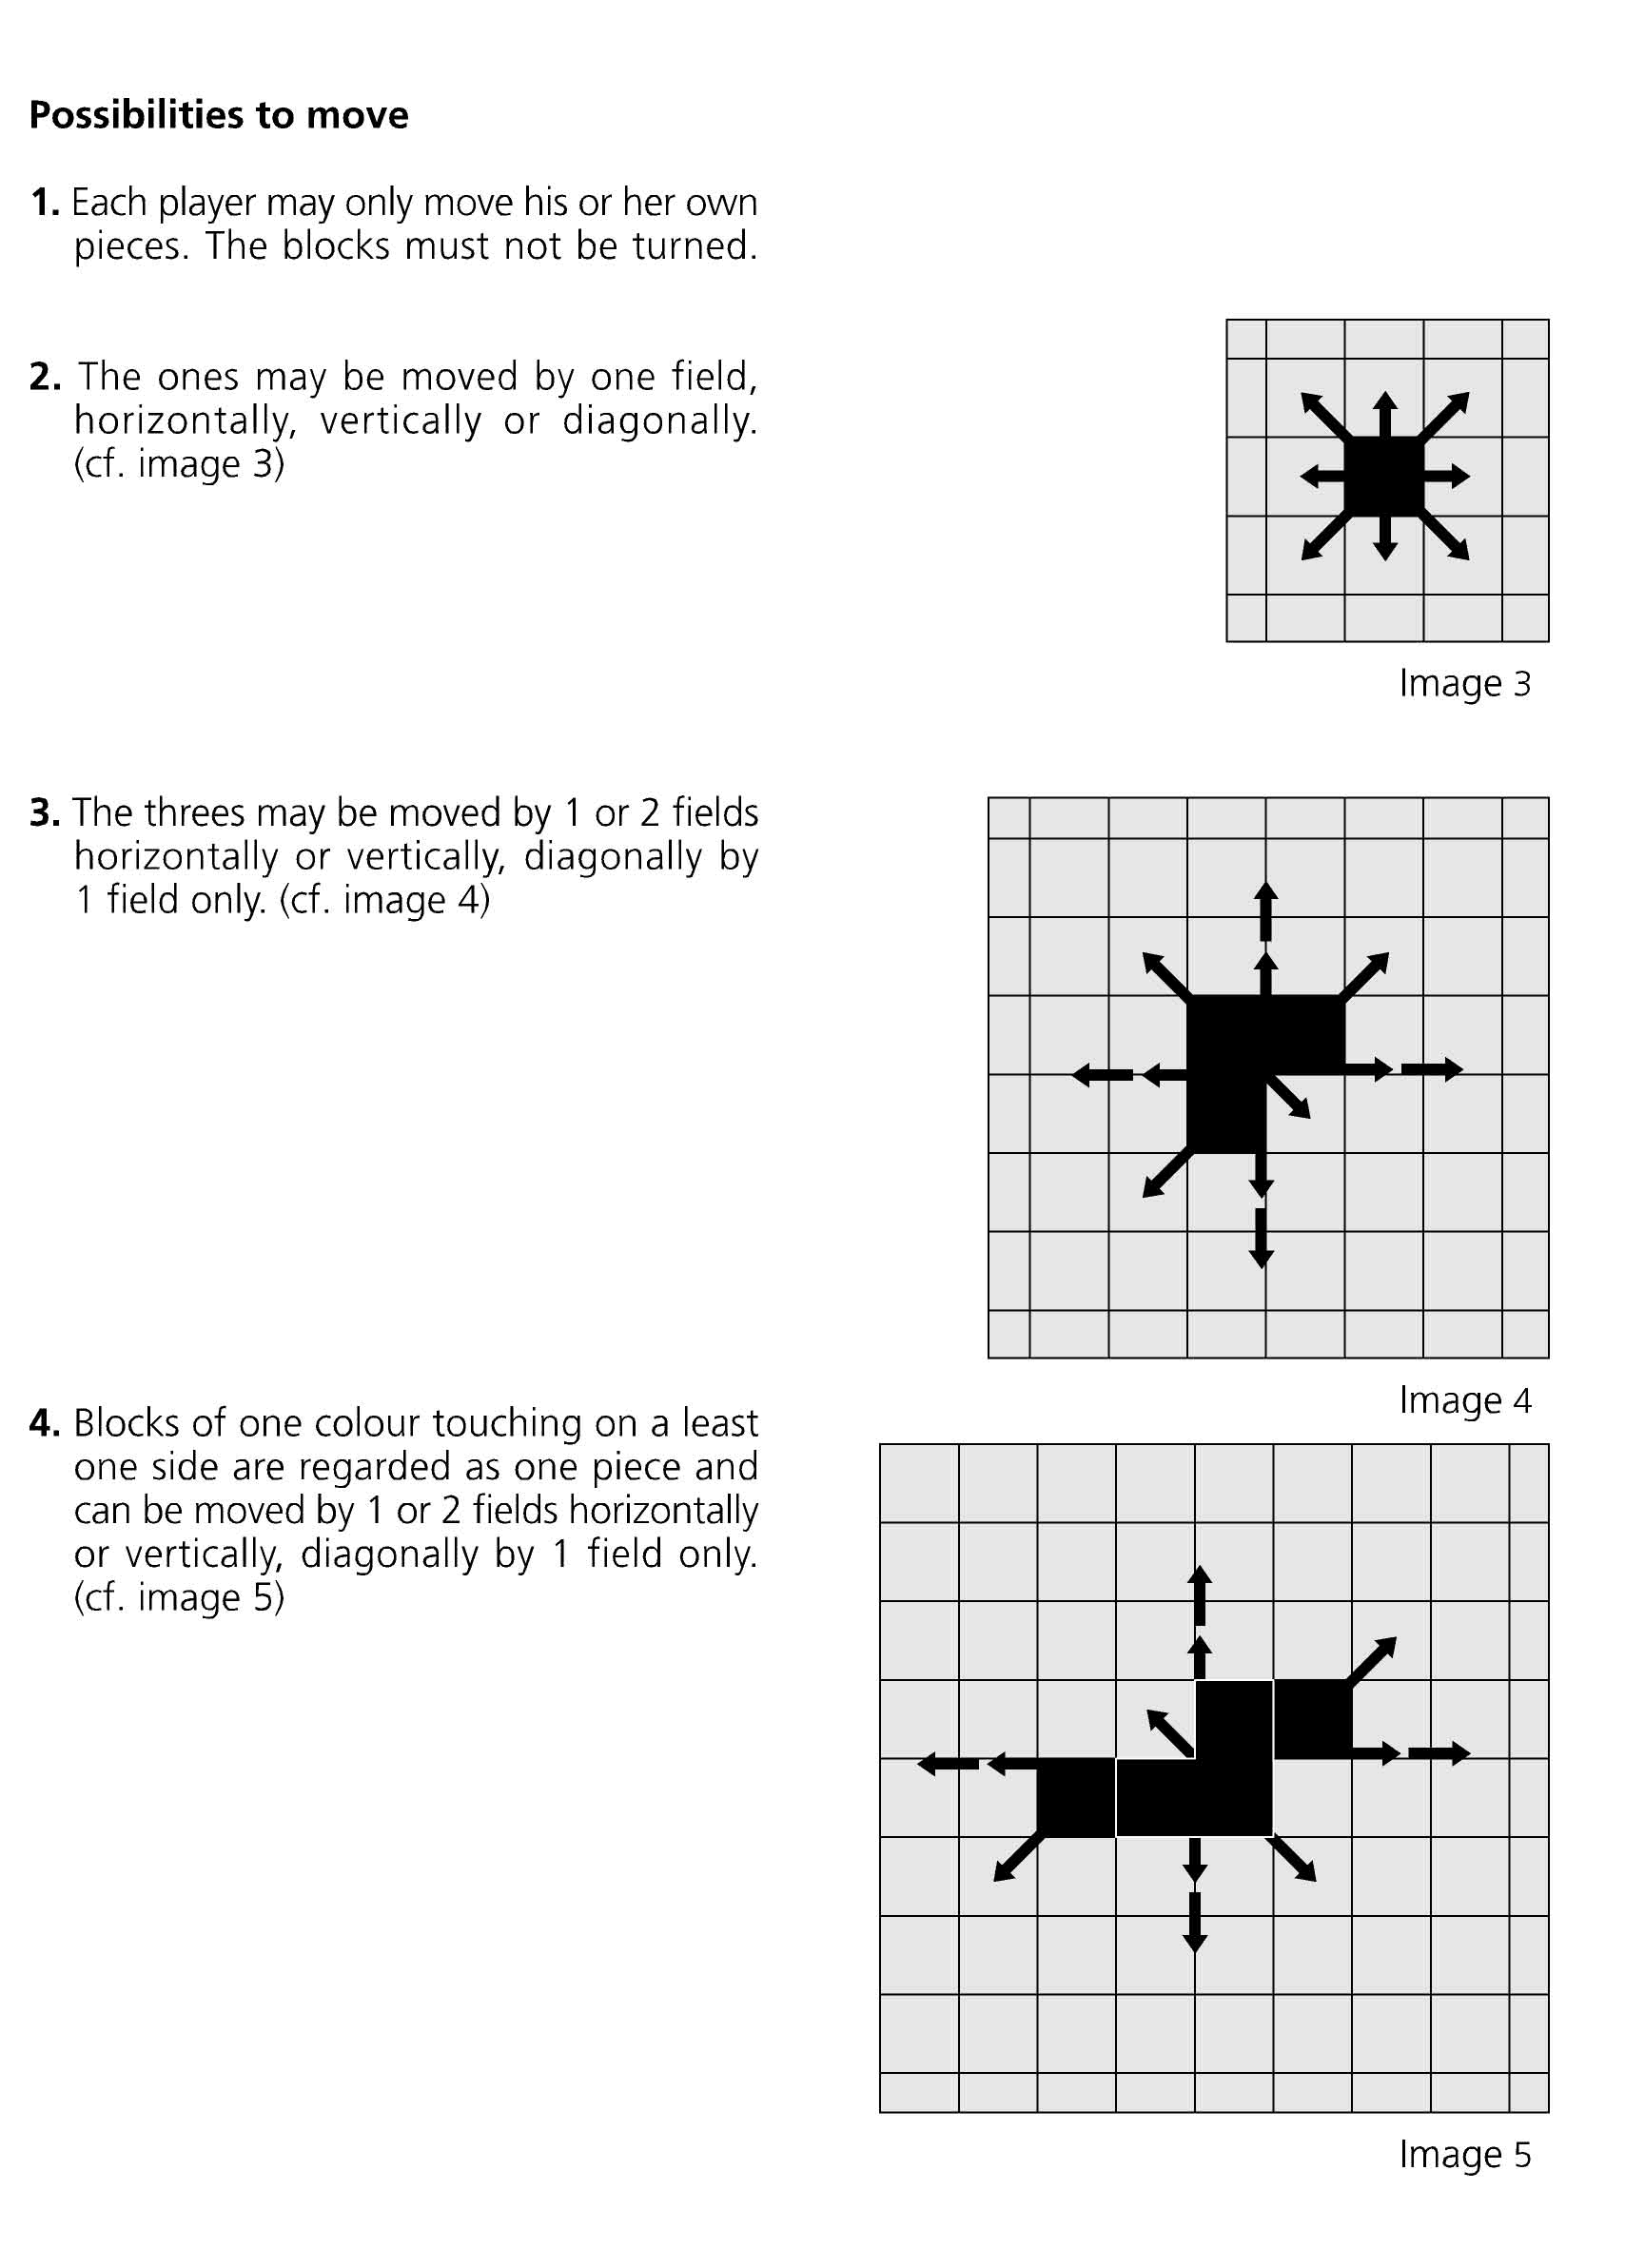 Possibilities to move
1. Each player may only move his or her own
pieces. The blocks must not be turned.
2. The ones may be moved by one field,
horizontally, vertically or diagonally.
(cf. image 3)
Image 3
3. The threes may be moved by 1 or 2 fields
horizontally or vertically, diagonally by
1 field only. (cf. image 4)
Image 4
4. Blocks of one colour touching on a least
one side are regarded as one piece and
can be moved by 1 or 2 fields horizontally
or vertically, diagonally by 1 field only.
(cf. image 5)
Image 5